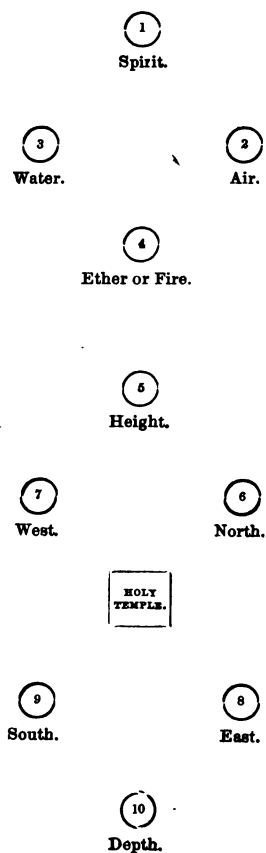 1
Spirit.
3 2
Water. Air.
4
Ether or Fire.
5
Height.
7 6
West. North.
HOLY
TEMPLE.
9 8
South. East.
10
Depth.